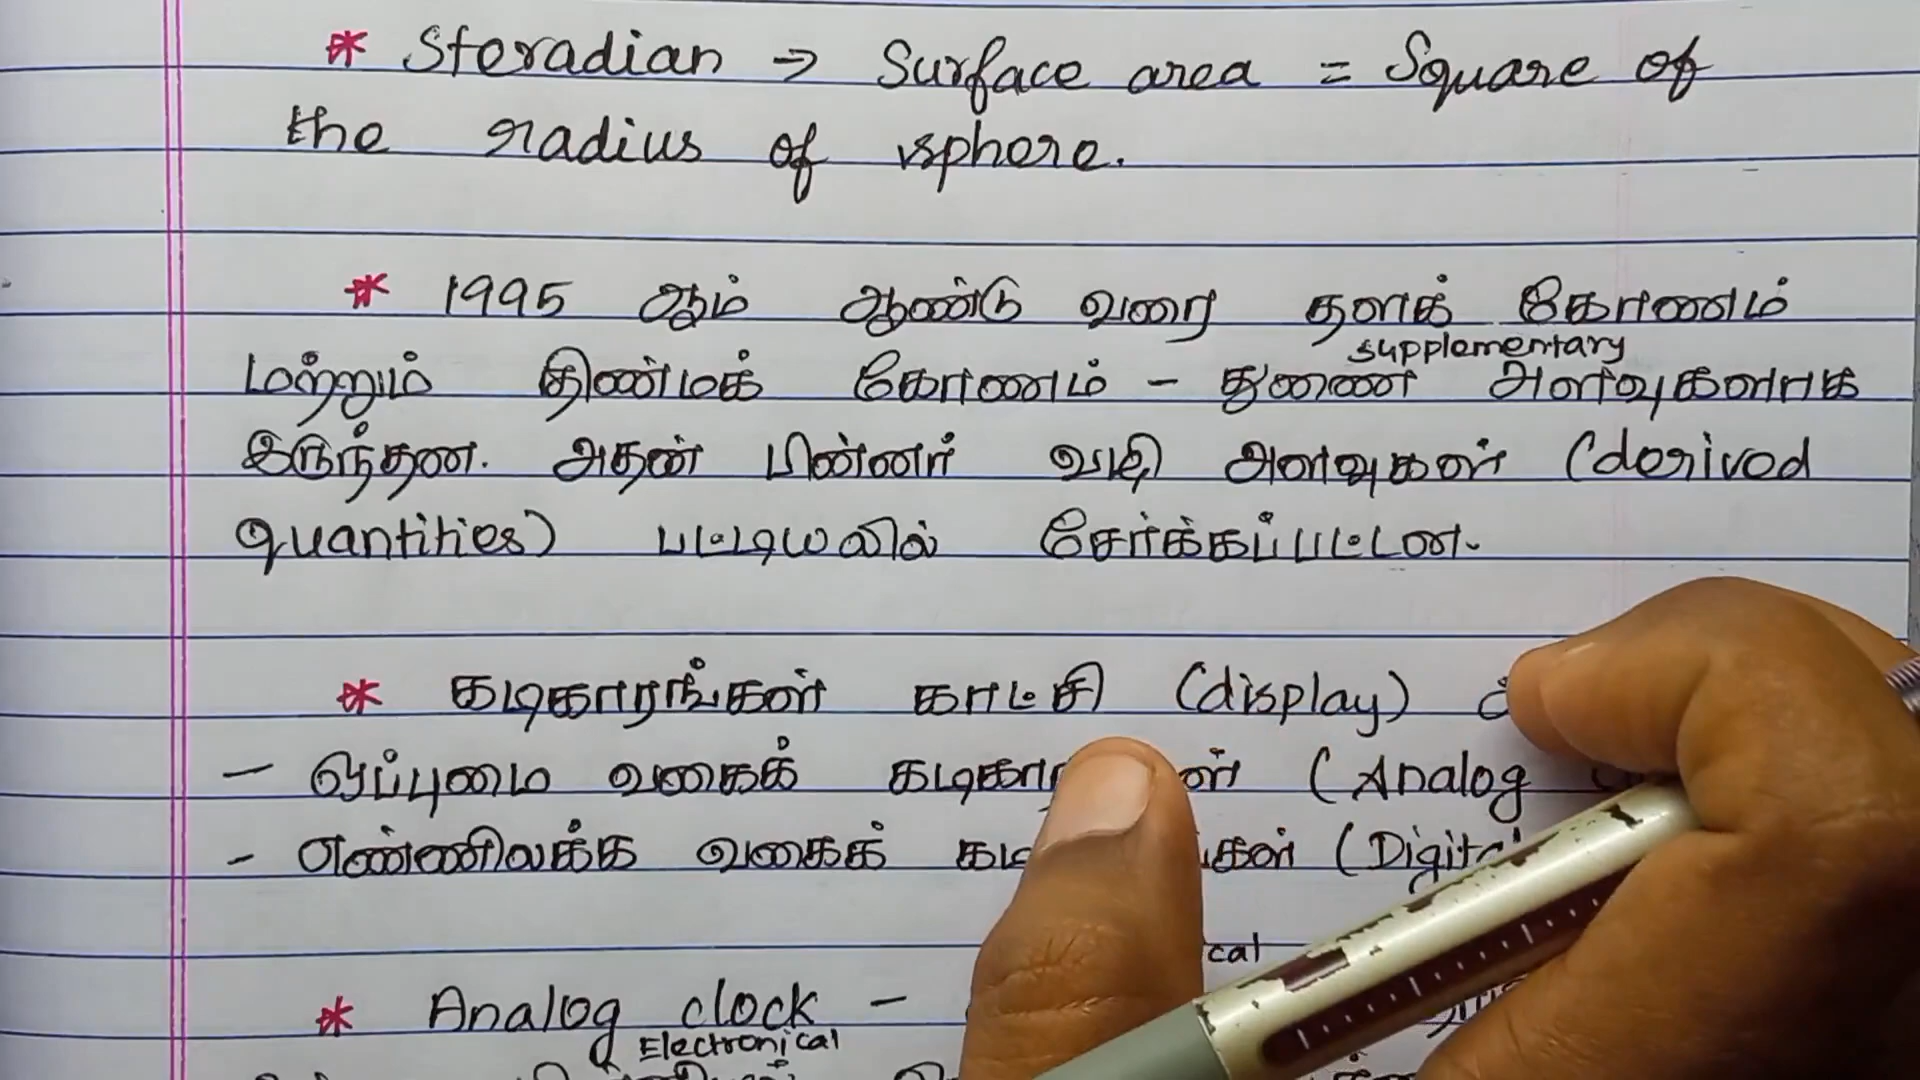 * Steradian → Surface area = Square of
the radius of sphere.
* 1995 ஆம் ஆண்டு வரை தளக் கோணம்
supplementary
மற்றும் திண்மக் கோணம் - துணை அளவுகளாக
இருந்தன. அதன் பின்னர் வழி அளவுகள் (derived
quantities) பட்டியலில் சேர்க்கப்பட்டன.
* கடிகாரங்கள் காட்சி (display)
- ஒப்புமை வகைக் (Analog
- எண்ணிலக்க வகைக் (Digital
cal
* Analog clock -
Electronical